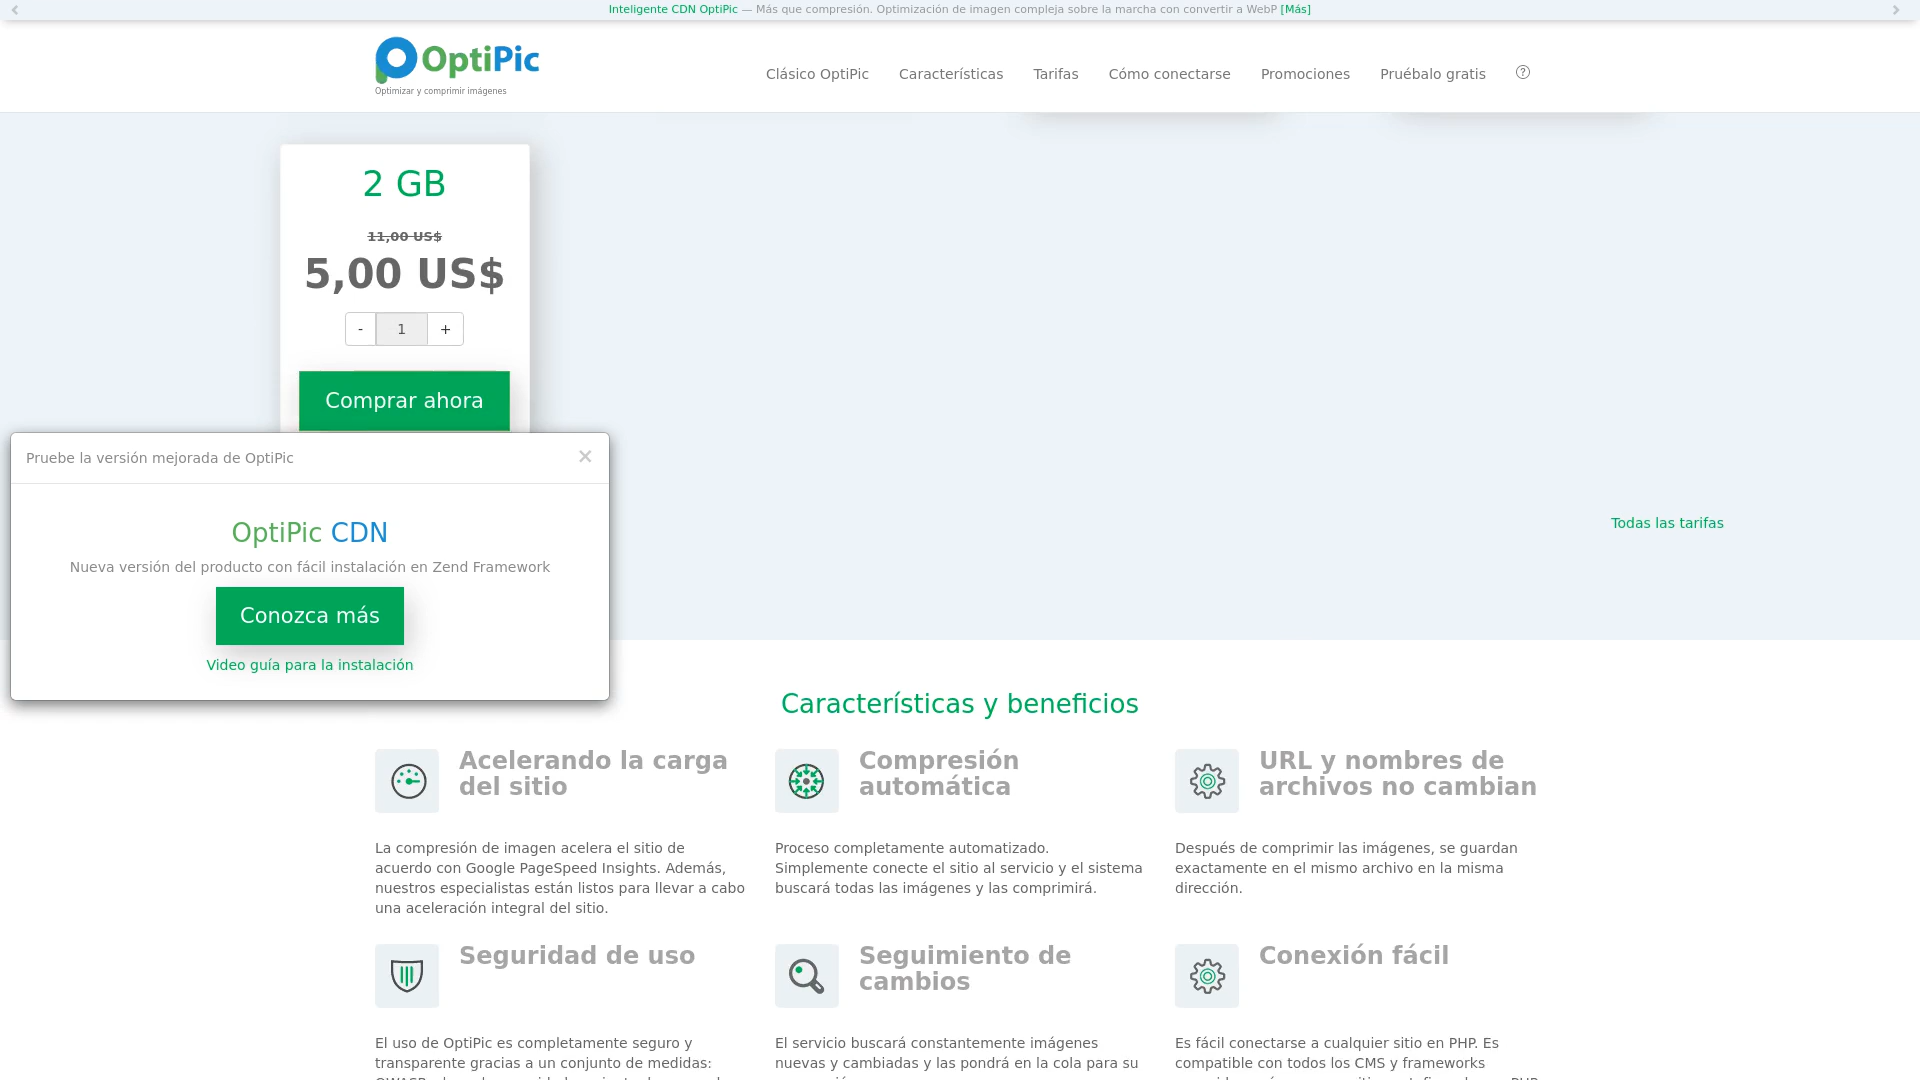 Inteligente CDN OptiPic — Más que compresión. Optimización de imagen compleja sobre la marcha con convertir a WebP [Más]
OptiPic
Optimizar y comprimir imágenes
Clásico OptiPic Características Tarifas Cómo conectarse Promociones Pruébalo gratis
2 GB
11,00 US$
5,00 US$
- 1 +
Comprar ahora
Pruebe la versión mejorada de OptiPic ×
OptiPic CDN
Nueva versión del producto con fácil instalación en Zend Framework
Conozca más
Video guía para la instalación
Todas las tarifas
Características y beneficios
Acelerando la carga
del sitio
La compresión de imagen acelera el sitio de
acuerdo con Google PageSpeed Insights. Además,
nuestros especialistas están listos para llevar a cabo
una aceleración integral del sitio.
Compresión
automática
Proceso completamente automatizado.
Simplemente conecte el sitio al servicio y el sistema
buscará todas las imágenes y las comprimirá.
URL y nombres de
archivos no cambian
Después de comprimir las imágenes, se guardan
exactamente en el mismo archivo en la misma
dirección.
Seguridad de uso
El uso de OptiPic es completamente seguro y
transparente gracias a un conjunto de medidas:
Seguimiento de
cambios
El servicio buscará constantemente imágenes
nuevas y cambiadas y las pondrá en la cola para su
Conexión fácil
Es fácil conectarse a cualquier sitio en PHP. Es
compatible con todos los CMS y frameworks